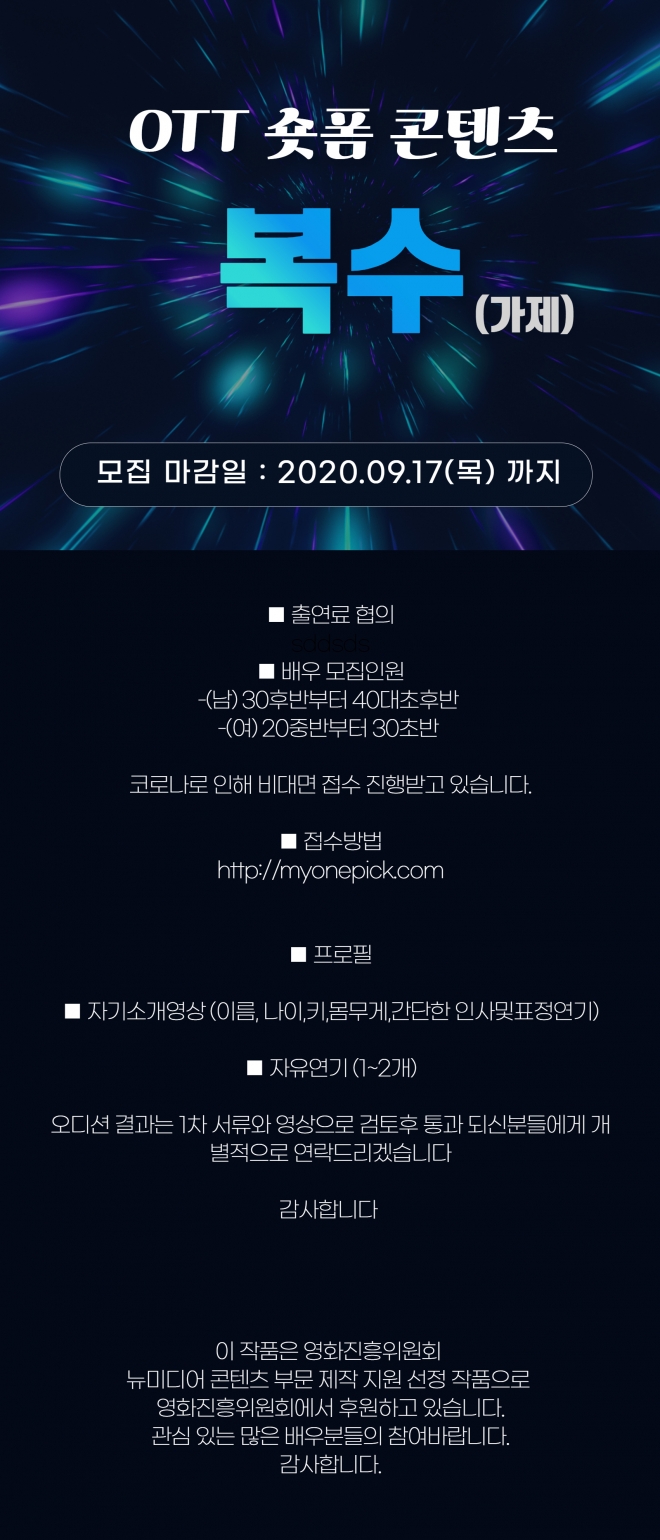 OTT 숏폼 콘텐츠
복수
(가제)
모집 마감일 : 2020.09.17(목) 까지
■ 출연료 협의
■ 배우 모집인원
-(남) 30후반부터 40대초후반
-(여) 20중반부터 30초반
코로나로 인해 비대면 접수 진행받고 있습니다.
■ 접수방법
http://myonepick.com
■ 프로필
■ 자기소개영상 (이름, 나이,키,몸무게,간단한 인사및표정연기)
■ 자유연기 (1~2개)
오디션 결과는 1차 서류와 영상으로 검토후 통과 되신분들에게 개
별적으로 연락드리겠습니다
감사합니다
이 작품은 영화진흥위원회
뉴미디어 콘텐츠 부문 제작 지원 선정 작품으로
영화진흥위원회에서 후원하고 있습니다.
관심 있는 많은 배우분들의 참여바랍니다.
감사합니다.